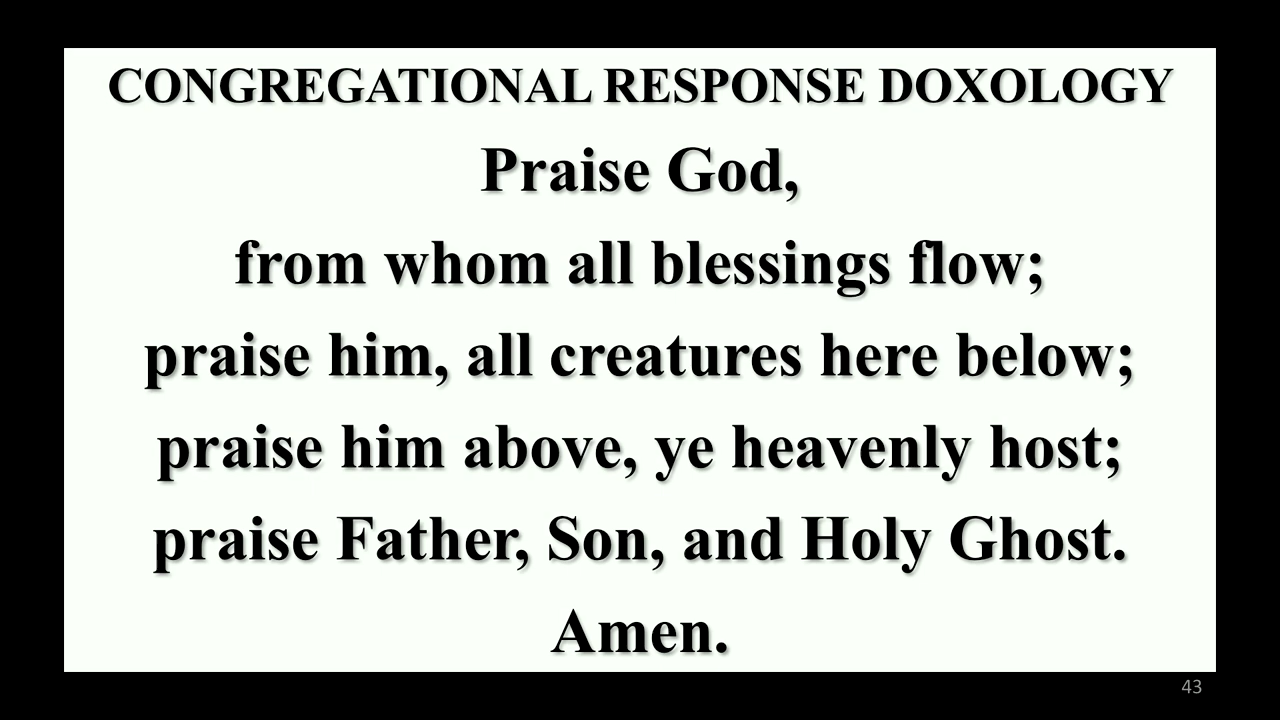 CONGREGATIONAL RESPONSE DOXOLOGY
Praise God,
from whom all blessings flow;
praise him, all creatures here below;
praise him above, ye heavenly host;
praise Father, Son, and Holy Ghost.
Amen.
43